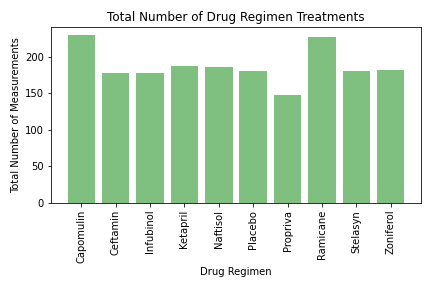 Total Number of Drug Regimen Treatments
Total Number of Measurements
200
150
100
50
0
Capomulin
Ceftamin
Infubinol
Ketapril
Naftisol
Placebo
Propriva
Ramicane
Stelasyn
Zoniferol
Drug Regimen